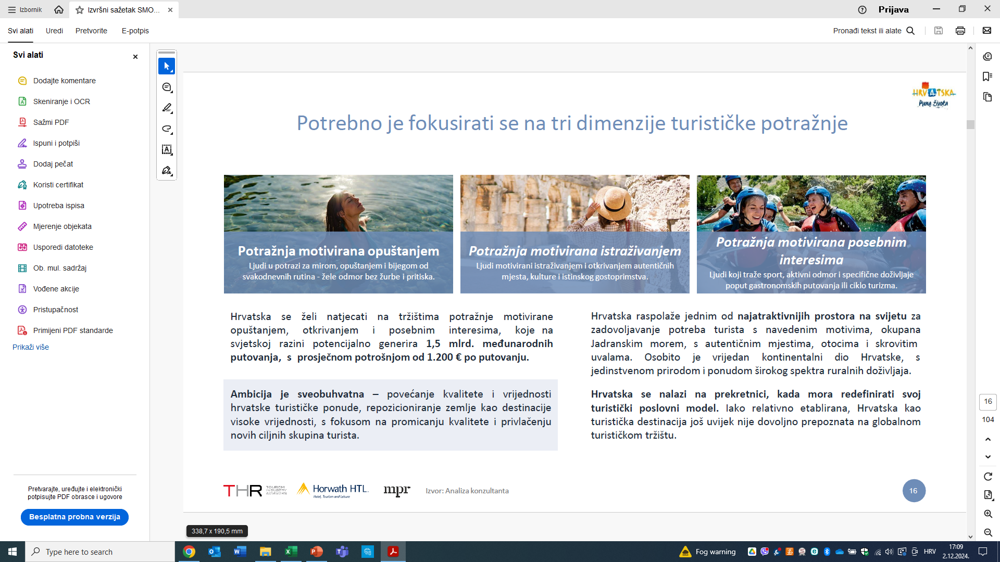 Izbornik
Izvršni sažetak SMO...
Prijava
Svi alati
Uredi
Pretvorite
E-potpis
Pronađi tekst ili alate
Svi alati
Dodajte komentare
Skeniranje i OCR
Sažmi PDF
Ispuni i potpiši
Dodaj pečat
Koristi certifikat
Upotreba ispisa
Mjerenje objekata
Usporedi datoteke
Ob. mul. sadržaj
Vođene akcije
Pristupačnost
Primijeni PDF standarde
Prikaži više
Pretvarajte, uređujte i elektronički
potpisujte PDF obrasce i ugovore
Besplatna probna verzija
HRVATSKA
Puna života
Potrebno je fokusirati se na tri dimenzije turističke potražnje
Potražnja motivirana opuštanjem
Ljudi u potrazi za mirom, opuštanjem i bijegom od
svakodnevnih rutina - žele odmor bez žurbe i pritiska.
Potražnja motivirana istraživanjem
Ljudi motivirani istraživanjem i otkrivanjem autentičnih
mjesta, kulture i istinskog gostoprimstva.
Potražnja motivirana posebnim
interesima
Ljudi koji traže sport, aktivni odmor i specifične doživljaje
poput gastronomskih putovanja ili ciklo turizma.
Hrvatska se želi natjecati na tržištima potražnje motivirane
opuštanjem, otkrivanjem i posebnim interesima, koje na
svjetskoj razini potencijalno generira 1,5 mlrd. međunarodnih
putovanja, s prosječnom potrošnjom od 1.200 € po putovanju.
Ambicija je sveobuhvatna – povećanje kvalitete i vrijednosti
hrvatske turističke ponude, repozicioniranje zemlje kao destinacije
visoke vrijednosti, s fokusom na promicanju kvalitete i privlačenju
novih ciljnih skupina turista.
Hrvatska raspolaže jednim od najatraktivnijih prostora na svijetu za
zadovoljavanje potreba turista s navedenim motivima, okupana
Jadranskim morem, s autentičnim mjestima, otocima i skrovitim
uvalama. Osobito je vrijedan kontinentalni dio Hrvatske, s
jedinstvenom prirodom i ponudom širokog spektra ruralnih doživljaja.
Hrvatska se nalazi na prekretnici, kada mora redefinirati svoj
turistički poslovni model. Iako relativno etablirana, Hrvatska kao
turistička destinacija još uvijek nije dovoljno prepoznata na globalnom
turističkom tržištu.
THR TOURISM
INDUSTRY
ADVISORS
Horwath HTL.
Hotel, Tourism and Leisure
mpr
Izvor: Analiza konzultanta
16
16
104
338,7 x 190,5 mm
Type here to search
Fog warning
HRV
17:09
2.12.2024.